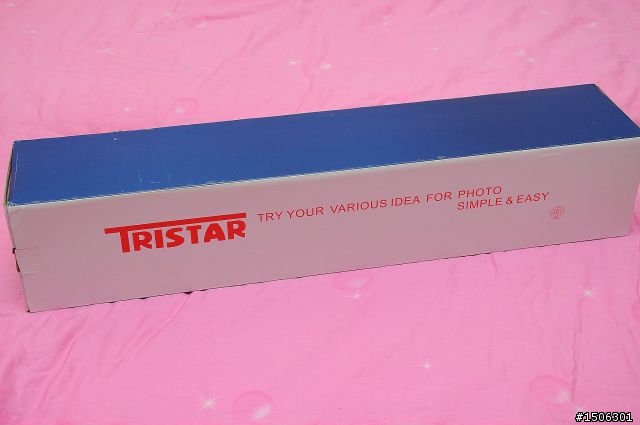 TRISTAR
TRY YOUR VARIOUS IDEA FOR PHOTO
SIMPLE & EASY
#1506301